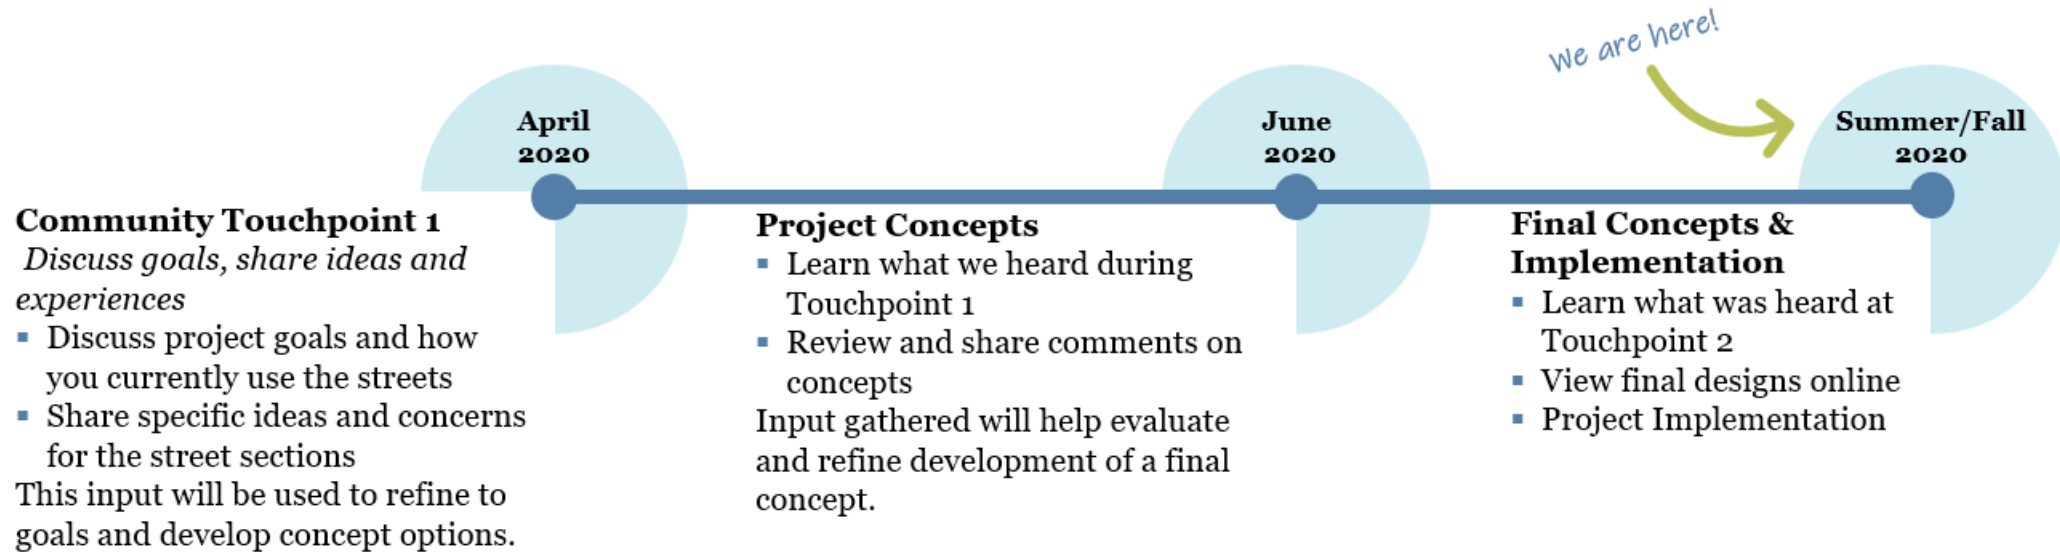 We are here!
April
2020
June
2020
Summer/Fall
2020
Community Touchpoint 1
Discuss goals, share ideas and
experiences
▪ Discuss project goals and how
you currently use the streets
▪ Share specific ideas and concerns
for the street sections
This input will be used to refine to
goals and develop concept options.
Project Concepts
▪ Learn what we heard during
Touchpoint 1
▪ Review and share comments on
concepts
Input gathered will help evaluate
and refine development of a final
concept.
Final Concepts &
Implementation
▪ Learn what was heard at
Touchpoint 2
▪ View final designs online
▪ Project Implementation